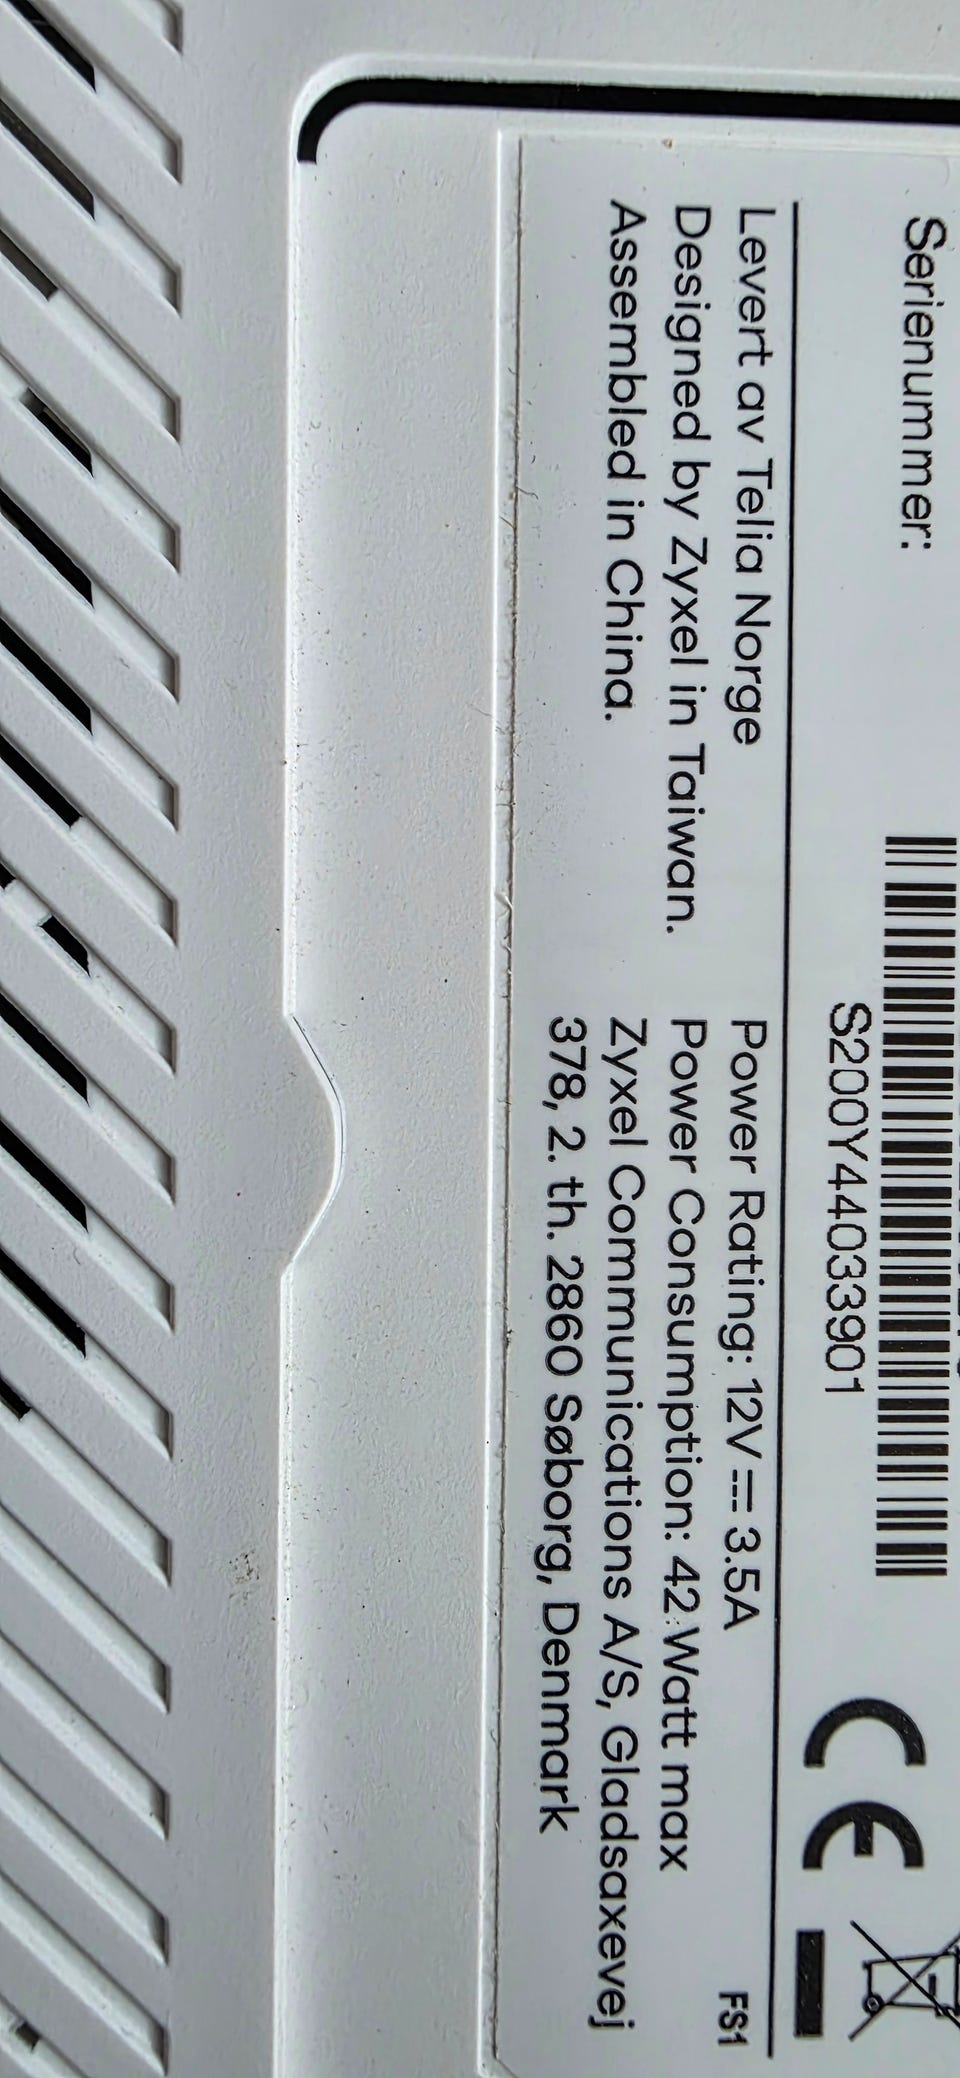 Serienummer:
S200Y44033901
CE
Levert av Telia Norge
Designed by Zyxel in Taiwan.
Assembled in China.
Power Rating: 12V ⎓ 3.5A
Power Consumption: 42 Watt max
Zyxel Communications A/S, Gladsaxevej
378, 2. th. 2860 Søborg, Denmark
FS1